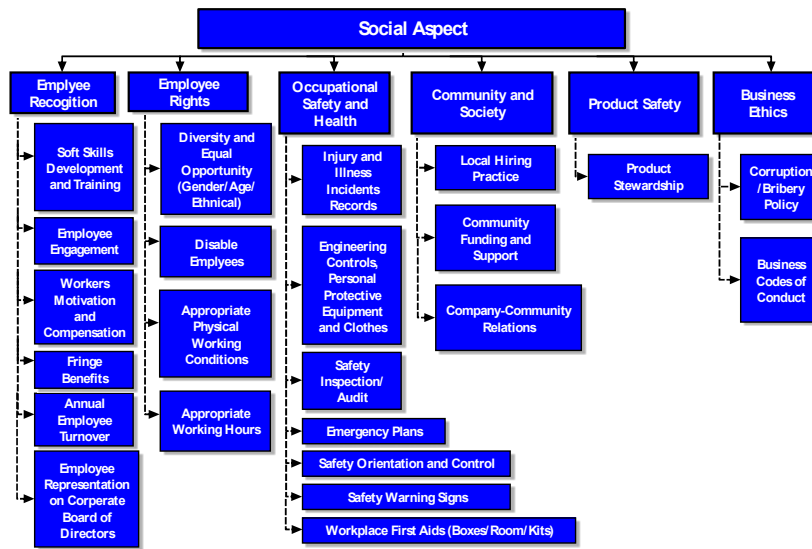 Social Aspect
Emplyee
Recogition
Soft Skills
Development
and Training
Employee
Engagement
Workers
Motivation and
Compensation
Fringe
Benefits
Annual
Employee
Turnover
Employee
Representation
on Corperate
Board of
Directors
Employee
Rights
Diversity and
Equal
Opportunity
(Gender/Age/
Ethnical)
Disable
Emplyees
Appropriate
Physical
Working
Conditions
Appropriate
Working Hours
Occupational
Safety and
Health
Injury and
Illness
Incidents
Records
Engineering
Controls,
Personal
Protective
Equipment
and Clothes
Safety
Inspection/
Audit
Emergency Plans
Safety Orientation and Control
Safety Warning Signs
Workplace First Aids (Boxes/Room/Kits)
Community and
Society
Local Hiring
Practice
Community
Funding and
Support
Company-Community
Relations
Product Safety
Product
Stewardship
Business
Ethics
Corruption
/Bribery
Policy
Business
Codes of
Conduct